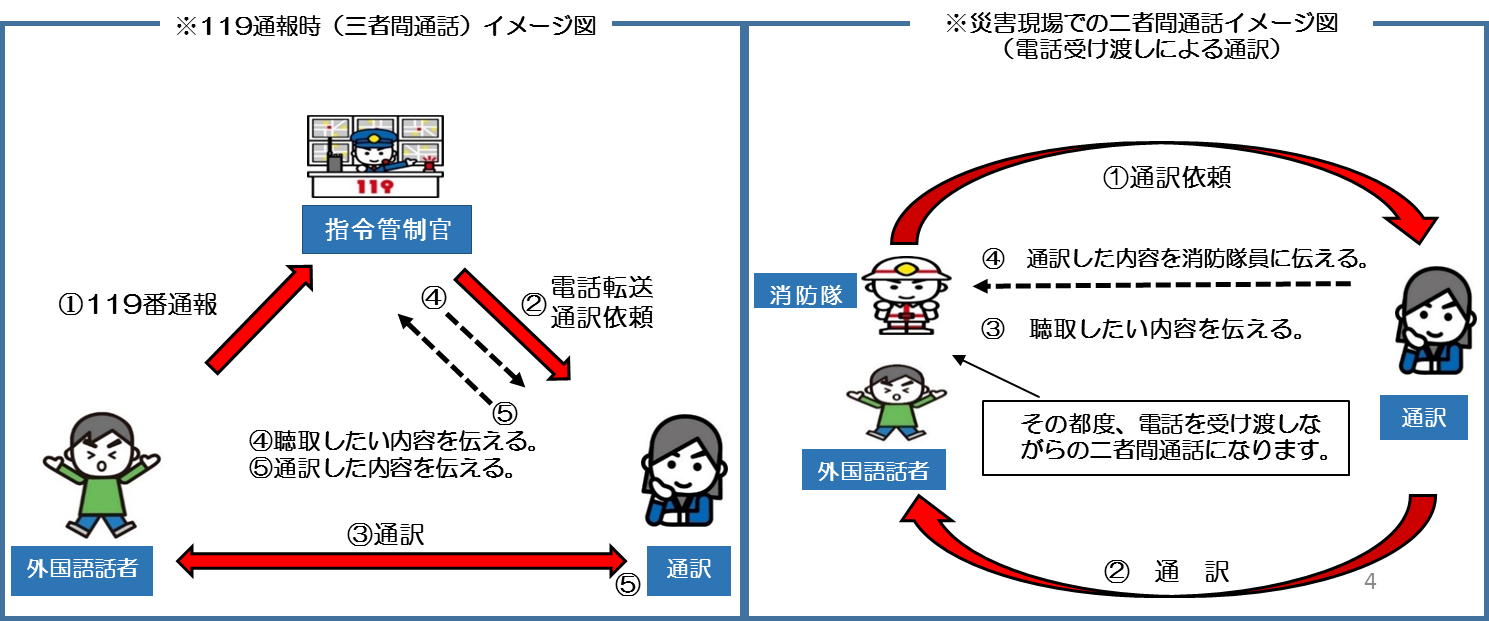 ※119通報時（三者間通話）イメージ図
119
指令管制官
①119番通報
④
②電話転送
通訳依頼
⑤
④聴取したい内容を伝える。
⑤通訳した内容を伝える。
③通訳
外国語話者
⑤
通訳
※災害現場での二者間通話イメージ図
（電話受け渡しによる通訳）
①通訳依頼
④　通訳した内容を消防隊員に伝える。
消防隊
③　聴取したい内容を伝える。
その都度、電話を受け渡しな
がらの二者間通話になります。
通訳
外国語話者
②　通　訳
4